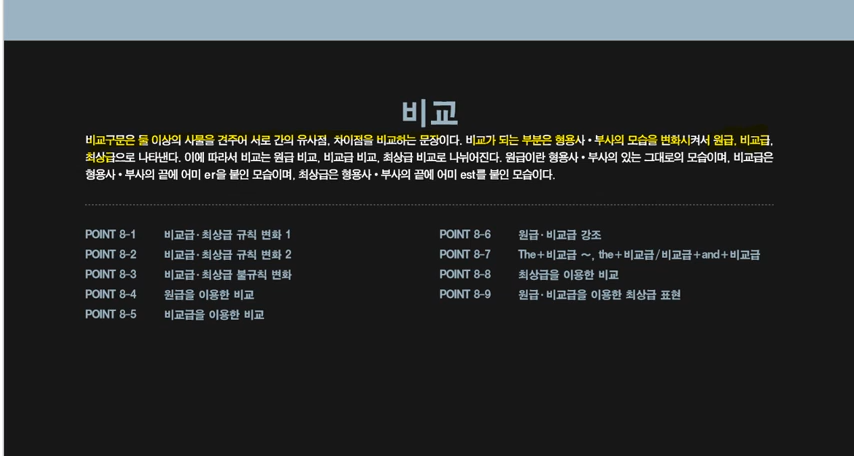 비교
비교구문은 둘 이상의 사물을 견주어 서로 간의 유사점, 차이점을 비교하는 문장이다. 비교가 되는 부분은 형용사 • 부사의 모습을 변화시켜서 원급, 비교급,
최상급으로 나타낸다. 이에 따라서 비교는 원급 비교, 비교급 비교, 최상급 비교로 나뉘어진다. 원급이란 형용사 • 부사의 있는 그대로의 모습이며, 비교급은
형용사 • 부사의 끝에 어미 er을 붙인 모습이며, 최상급은 형용사 • 부사의 끝에 어미 est를 붙인 모습이다.
POINT 8-1 비교급·최상급 규칙 변화 1
POINT 8-2 비교급·최상급 규칙 변화 2
POINT 8-3 비교급·최상급 불규칙 변화
POINT 8-4 원급을 이용한 비교
POINT 8-5 비교급을 이용한 비교
POINT 8-6 원급·비교급 강조
POINT 8-7 The+비교급 ~, the+비교급/비교급+and+비교급
POINT 8-8 최상급을 이용한 비교
POINT 8-9 원급·비교급을 이용한 최상급 표현